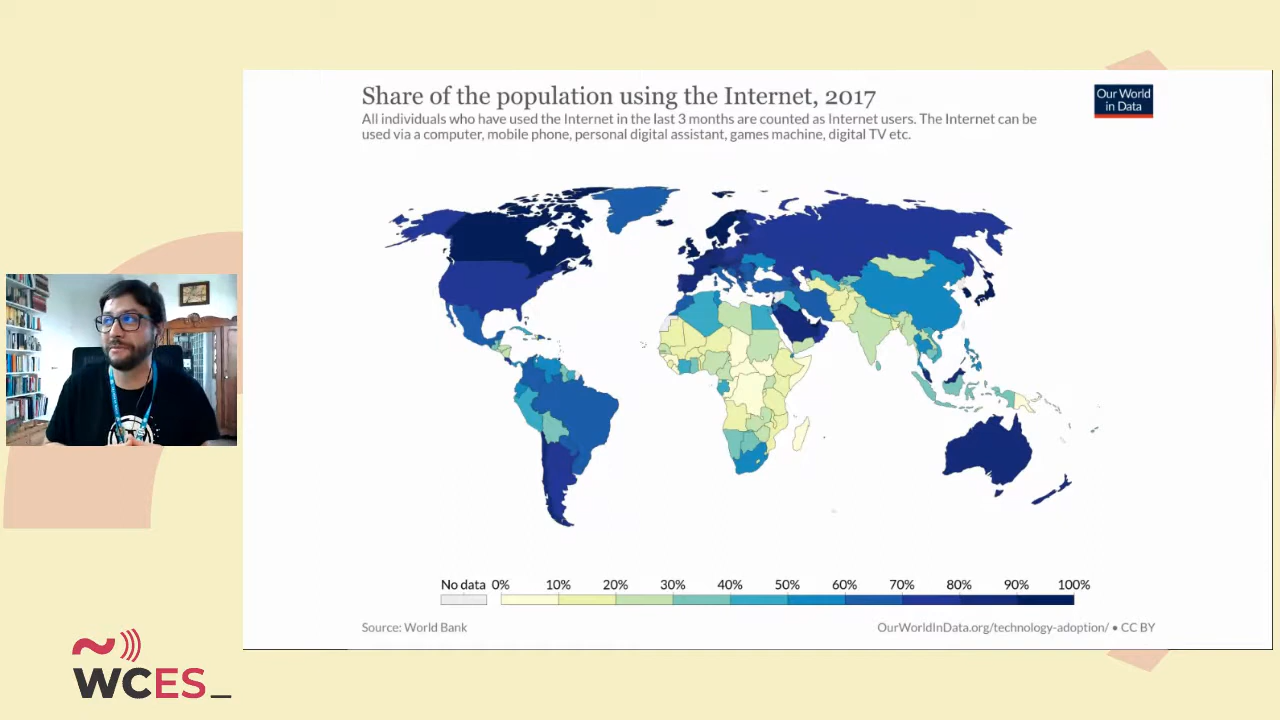 Share of the population using the Internet, 2017
All individuals who have used the Internet in the last 3 months are counted as Internet users. The Internet can be
used via a computer, mobile phone, personal digital assistant, games machine, digital TV etc.
Our World
in Data
No data 0% 10% 20% 30% 40% 50% 60% 70% 80% 90% 100%
Source: World Bank
OurWorldInData.org/technology-adoption/ • CC BY
WCES_